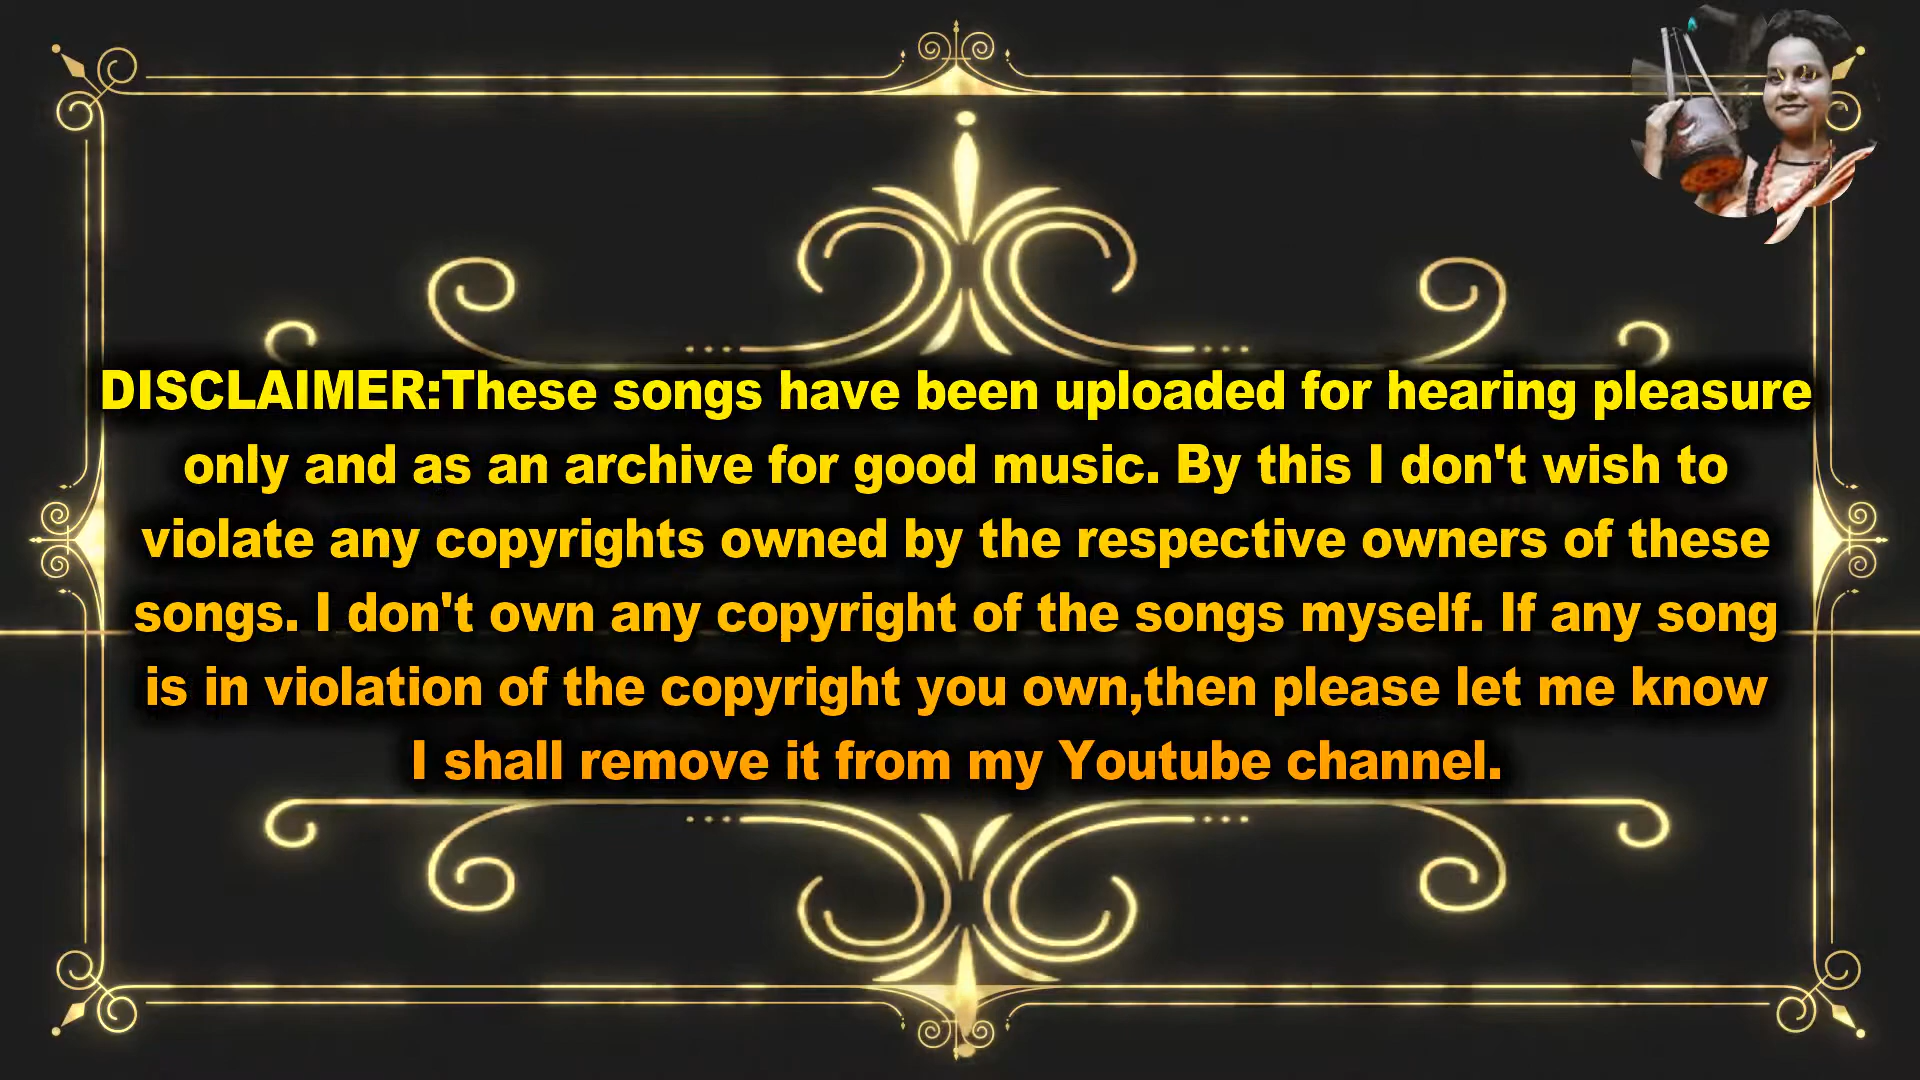 DISCLAIMER:These songs have been uploaded for hearing pleasure
only and as an archive for good music. By this I don't wish to
violate any copyrights owned by the respective owners of these
songs. I don't own any copyright of the songs myself. If any song
is in violation of the copyright you own,then please let me know
I shall remove it from my Youtube channel.